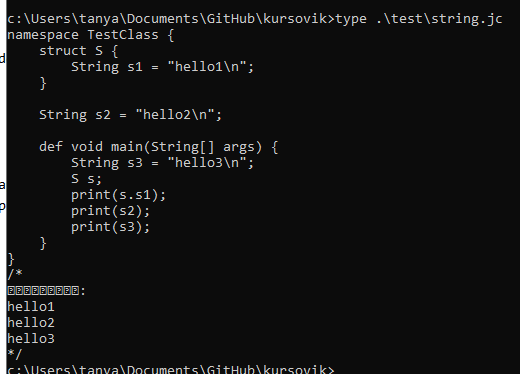 c:\Users\tanya\Documents\GitHub\kursovik>type .\test\string.jc
namespace TestClass {
    struct S {
        String s1 = "hello1\n";
    }

    String s2 = "hello2\n";

    def void main(String[] args) {
        String s3 = "hello3\n";
        S s;
        print(s.s1);
        print(s2);
        print(s3);
    }
}
/*
:
hello1
hello2
hello3
*/
c:\Users\tanya\Documents\GitHub\kursovik>